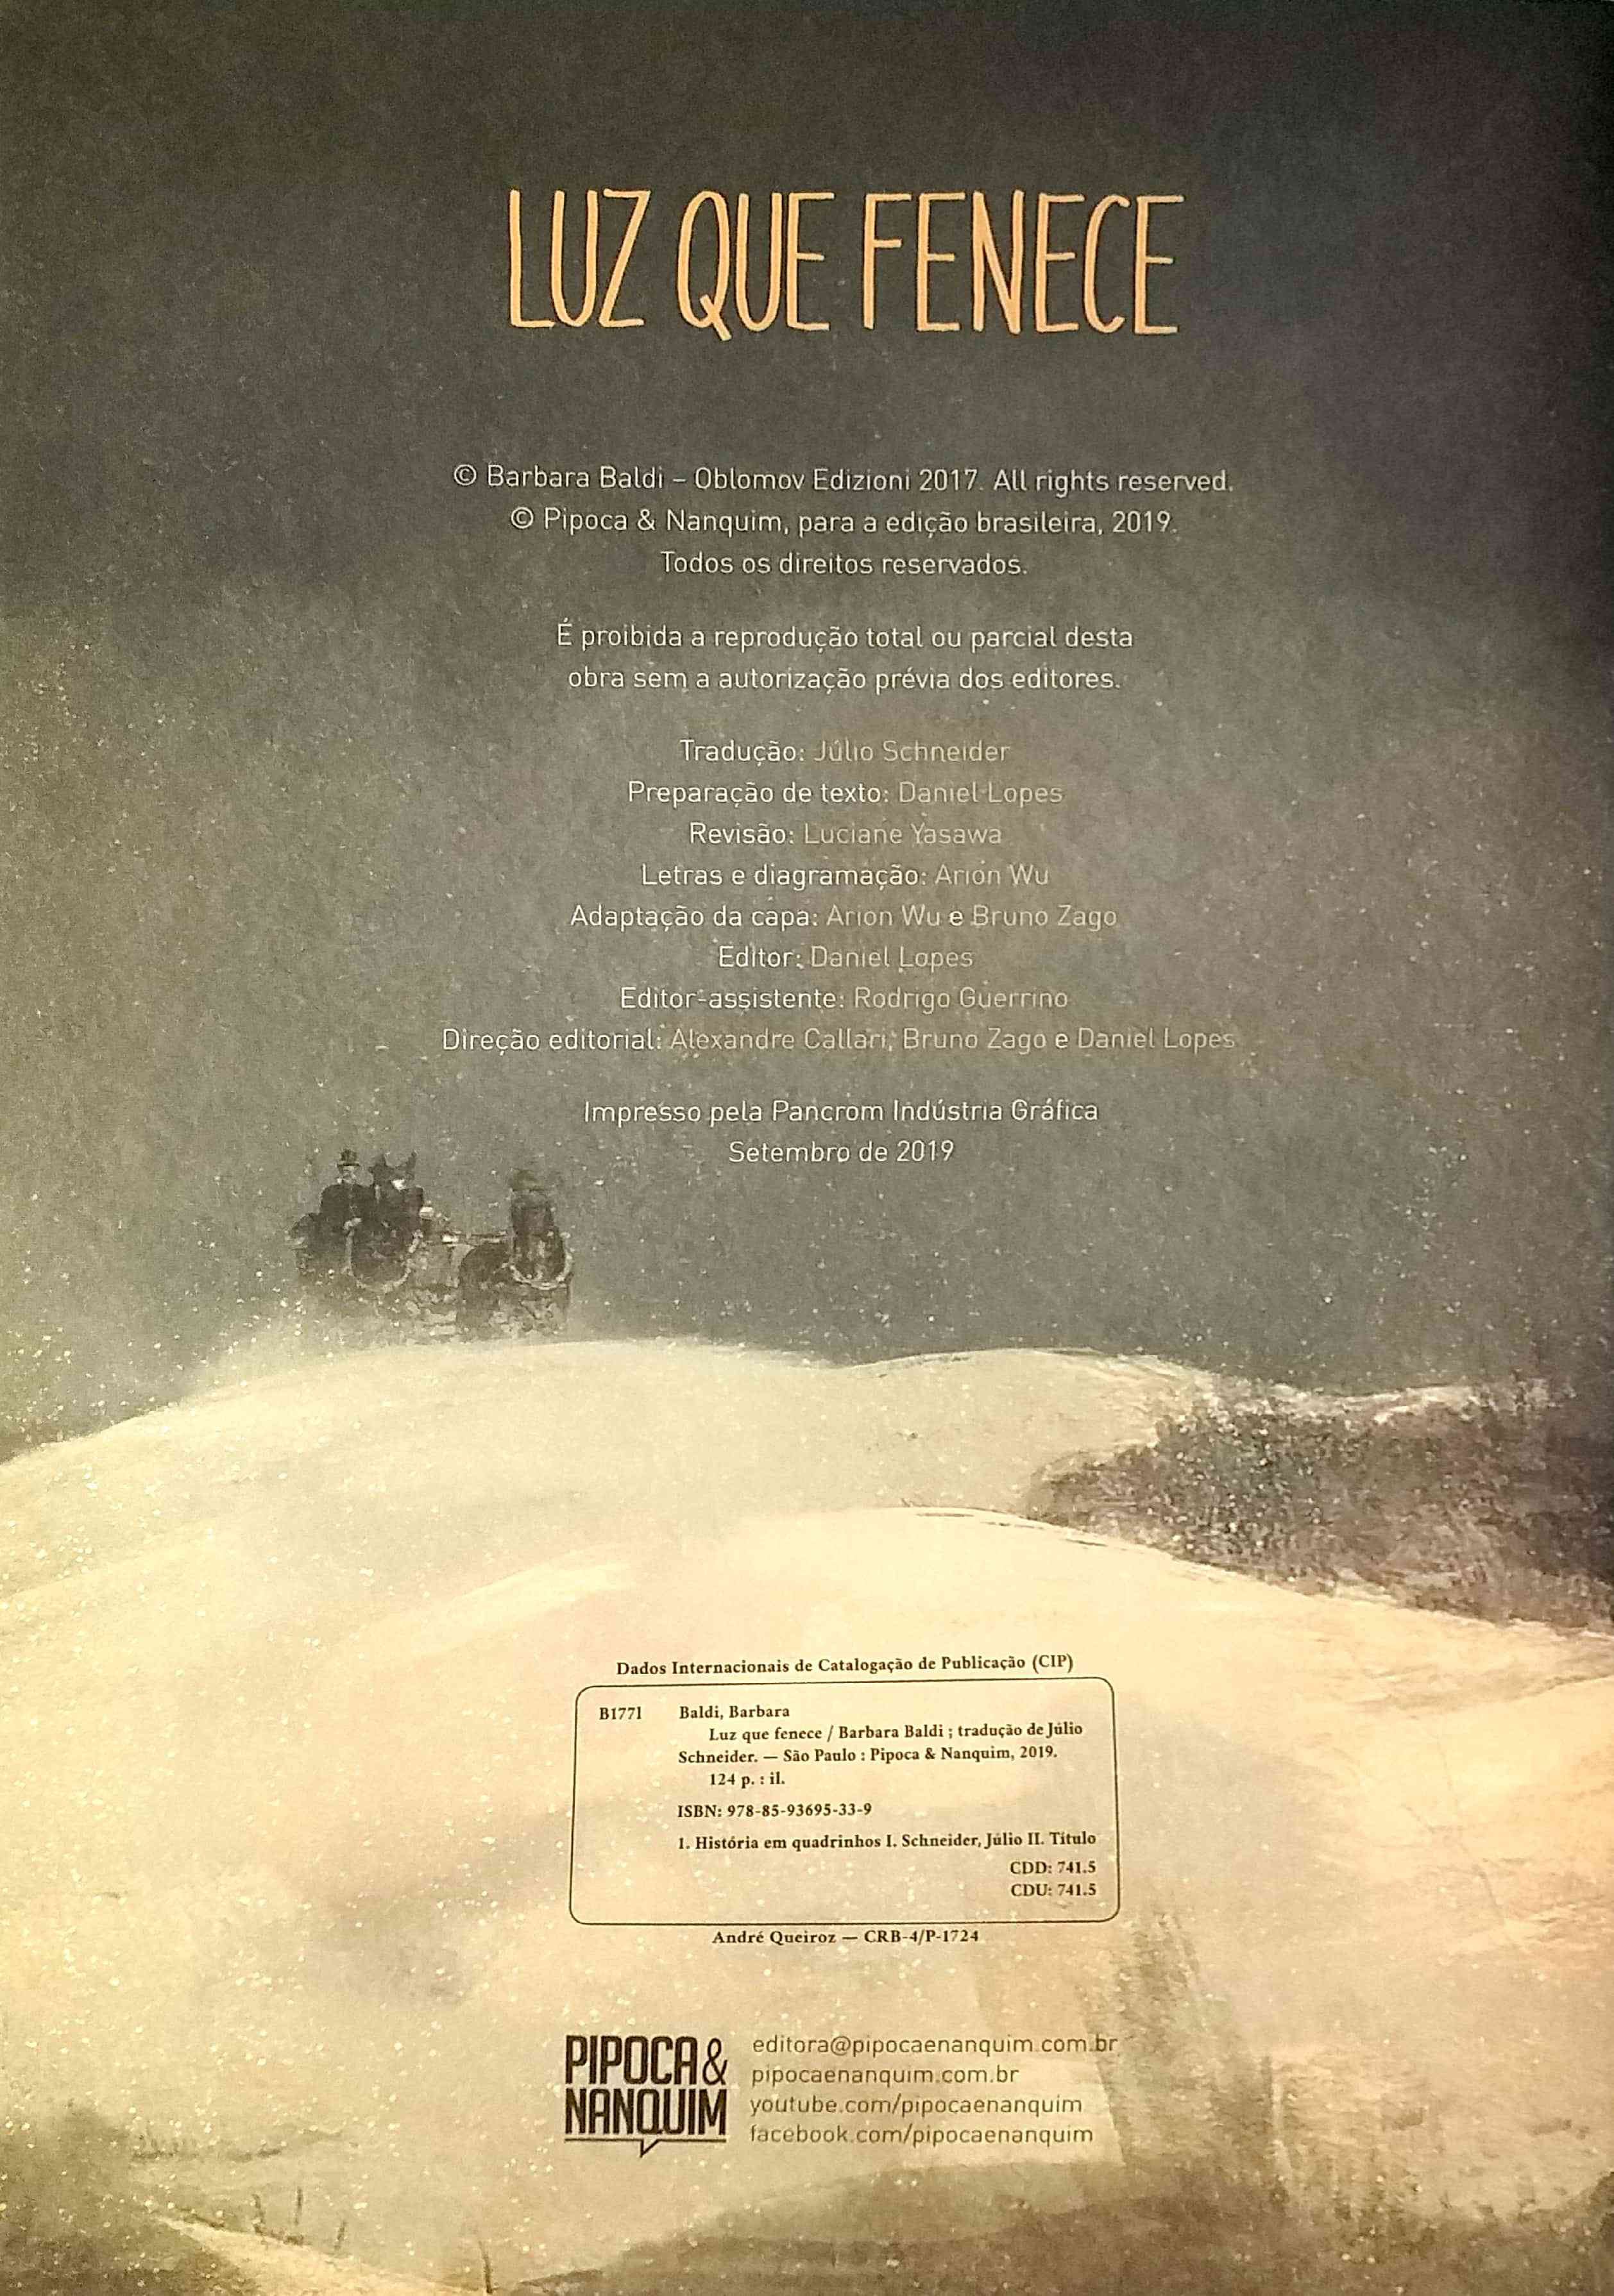 LUZ QUE FENECE
© Barbara Baldi – Oblomov Edizioni 2017. All rights reserved.
© Pipoca & Nanquim, para a edição brasileira, 2019.
Todos os direitos reservados.
É proibida a reprodução total ou parcial desta
obra sem a autorização prévia dos editores.
Tradução: Júlio Schneider
Preparação de texto: Daniel Lopes
Revisão: Luciane Yasawa
Letras e diagramação: Arion Wu
Adaptação da capa: Arion Wu e Bruno Zago
Editor: Daniel Lopes
Editor-assistente: Rodrigo Guerrino
Direção editorial: Alexandre Callari, Bruno Zago e Daniel Lopes
Impresso pela Pancrom Indústria Gráfica
Setembro de 2019
Dados Internacionais de Catalogação de Publicação (CIP)
B177l Baldi, Barbara
Luz que fenece / Barbara Baldi ; tradução de Júlio
Schneider. — São Paulo : Pipoca & Nanquim, 2019.
124 p. : il.
ISBN: 978-85-93695-33-9
1. História em quadrinhos I. Schneider, Júlio II. Título
CDD: 741.5
CDU: 741.5
André Queiroz — CRB-4/P-1724
PIPOCA &
NANQUIM
editora@pipocaenanquim.com.br
pipocaenanquim.com.br
youtube.com/pipocaenanquim
facebook.com/pipocaenanquim